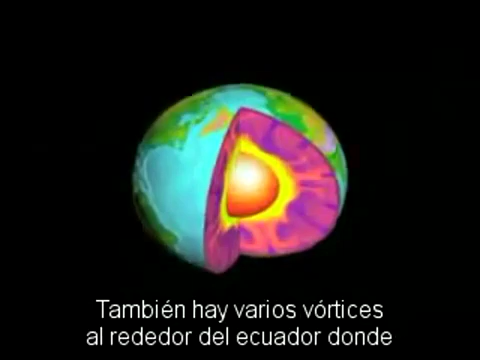 También hay varios vórtices
al rededor del ecuador donde